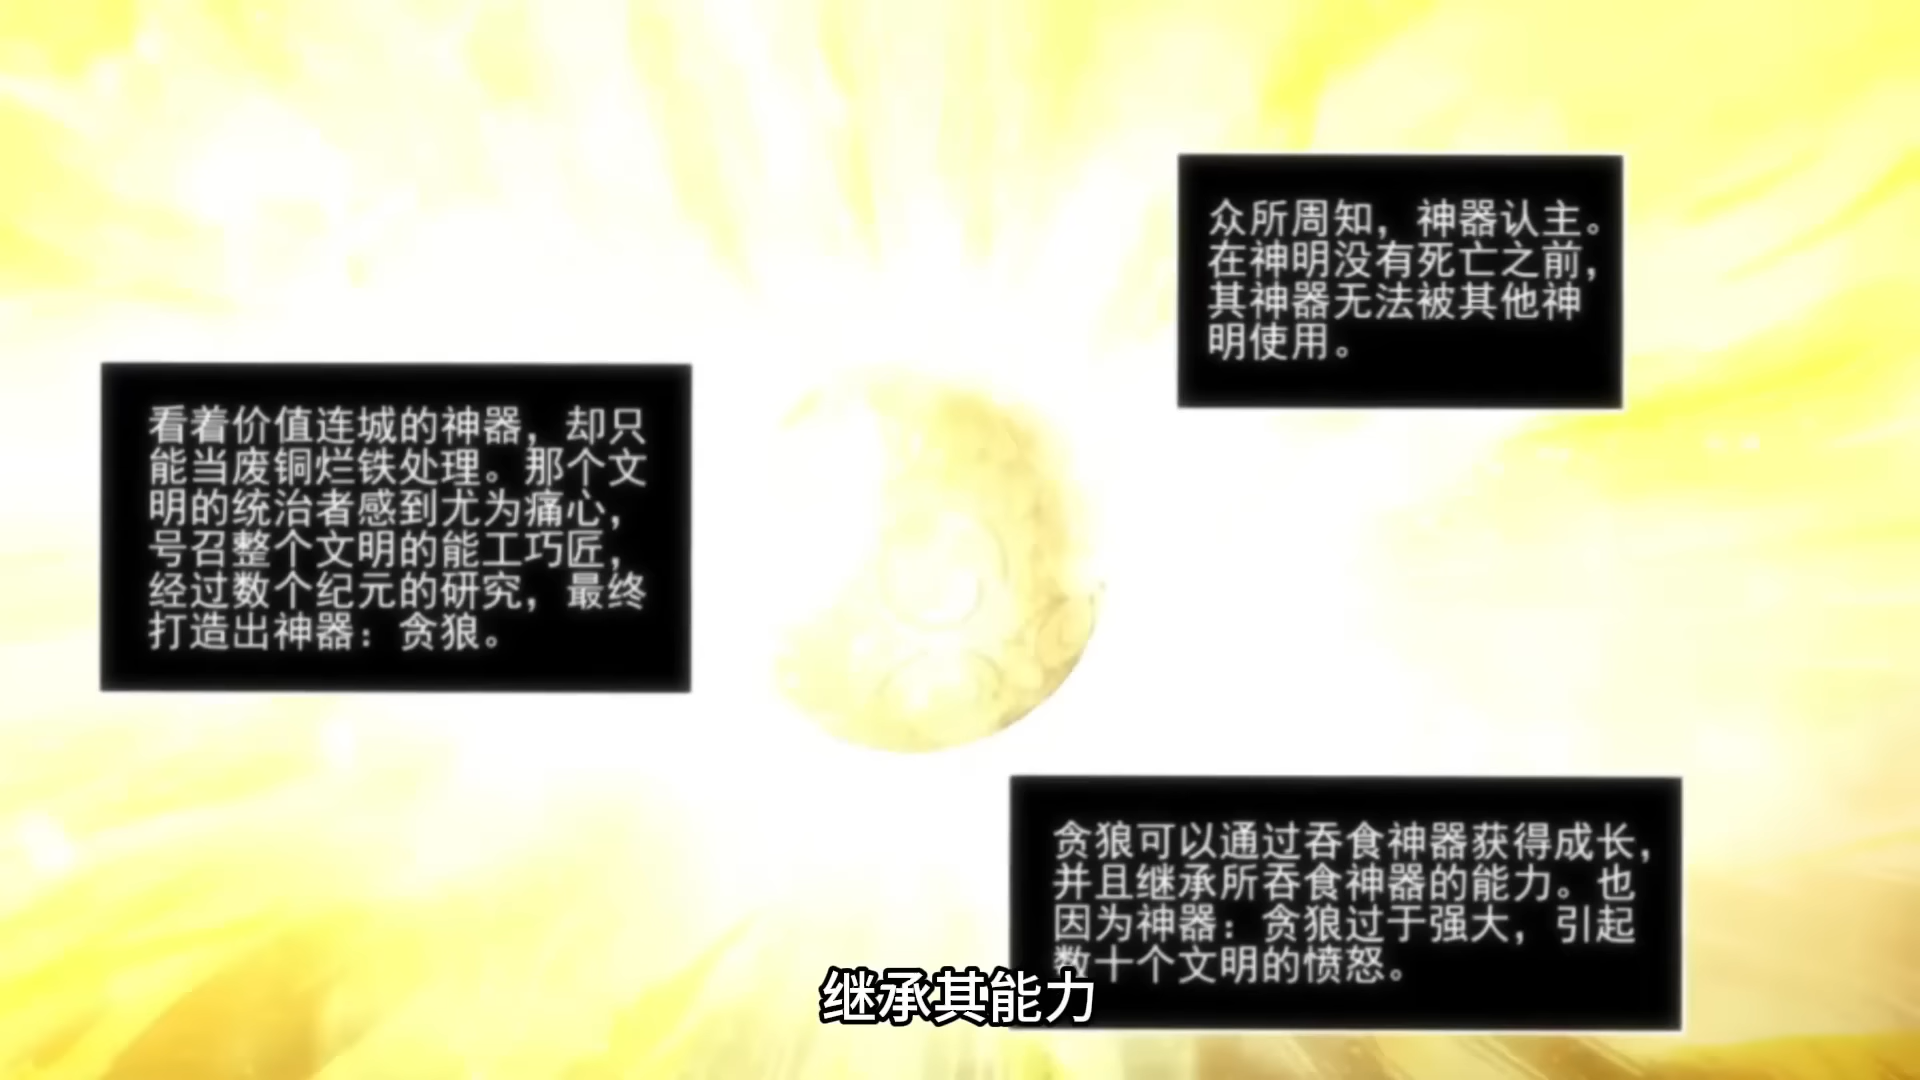 众所周知，神器认主。
在神明没有死亡之前，
其神器无法被其他神
明使用。
看着价值连城的神器，却只
能当废铜烂铁处理。那个文
明的统治者感到尤为痛心，
号召整个文明的能工巧匠，
经过数个纪元的研究，最终
打造出神器：贪狼。
贪狼可以通过吞食神器获得成长，
并且继承所吞食神器的能力。也
因为神器：贪狼过于强大，引起
数十个文明的愤怒。
继承其能力